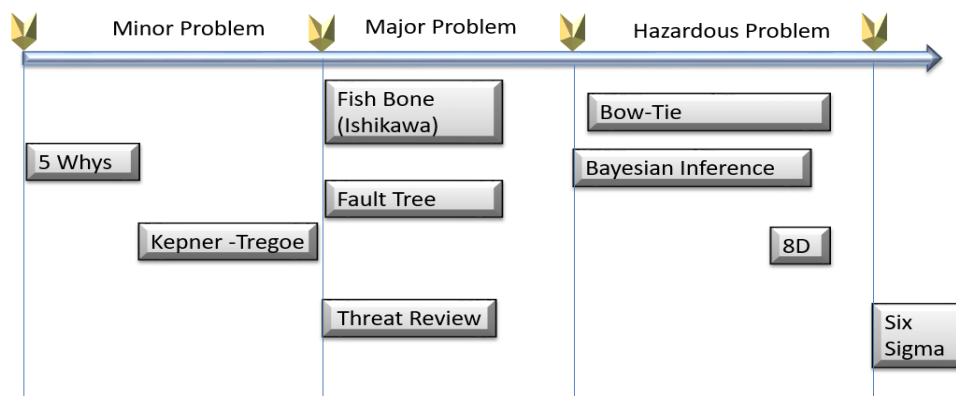 Minor Problem
Major Problem
Hazardous Problem
Fish Bone
(Ishikawa)
Bow-Tie
5 Whys
Bayesian Inference
Fault Tree
Kepner -Tregoe
8D
Threat Review
Six
Sigma